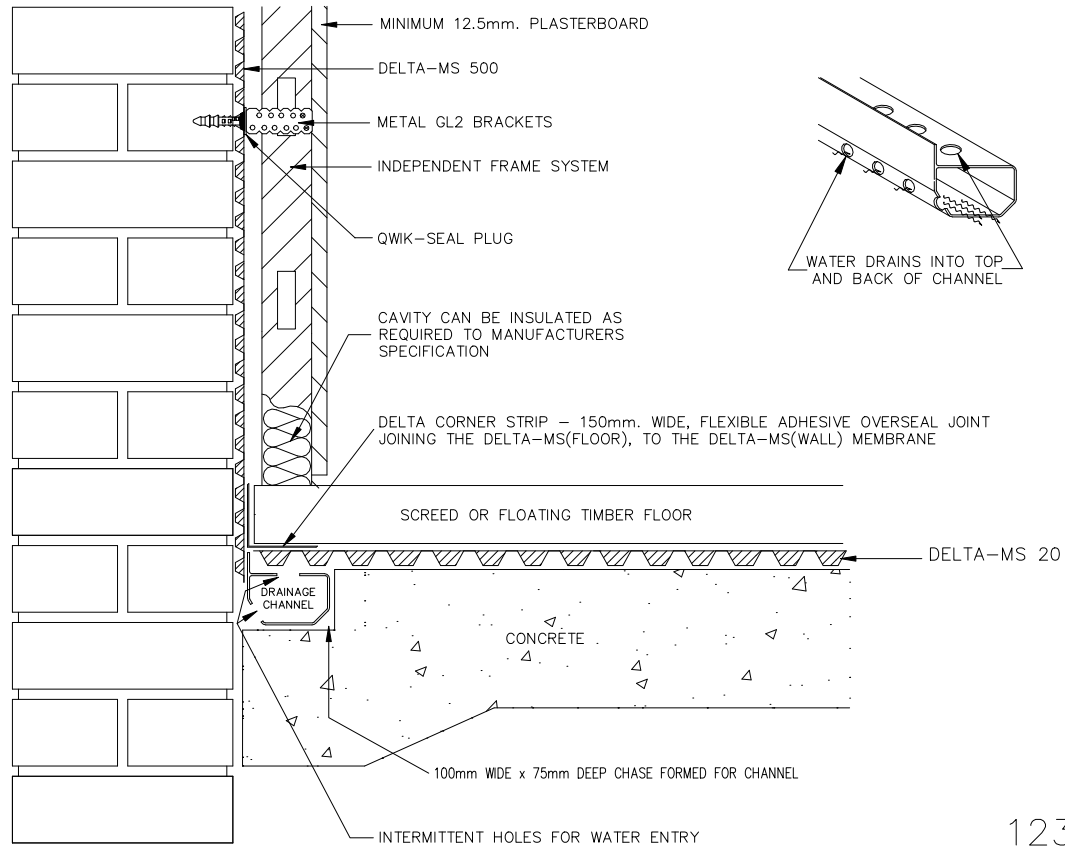 MINIMUM 12.5mm. PLASTERBOARD
DELTA-MS 500
METAL GL2 BRACKETS
INDEPENDENT FRAME SYSTEM
QWIK-SEAL PLUG
WATER DRAINS INTO TOP
AND BACK OF CHANNEL
CAVITY CAN BE INSULATED AS
REQUIRED TO MANUFACTURERS
SPECIFICATION
DELTA CORNER STRIP – 150mm. WIDE, FLEXIBLE ADHESIVE OVERSEAL JOINT
JOINING THE DELTA-MS(FLOOR), TO THE DELTA-MS(WALL) MEMBRANE
SCREED OR FLOATING TIMBER FLOOR
DELTA-MS 20
DRAINAGE
CHANNEL
CONCRETE
100mm WIDE x 75mm DEEP CHASE FORMED FOR CHANNEL
INTERMITTENT HOLES FOR WATER ENTRY
123